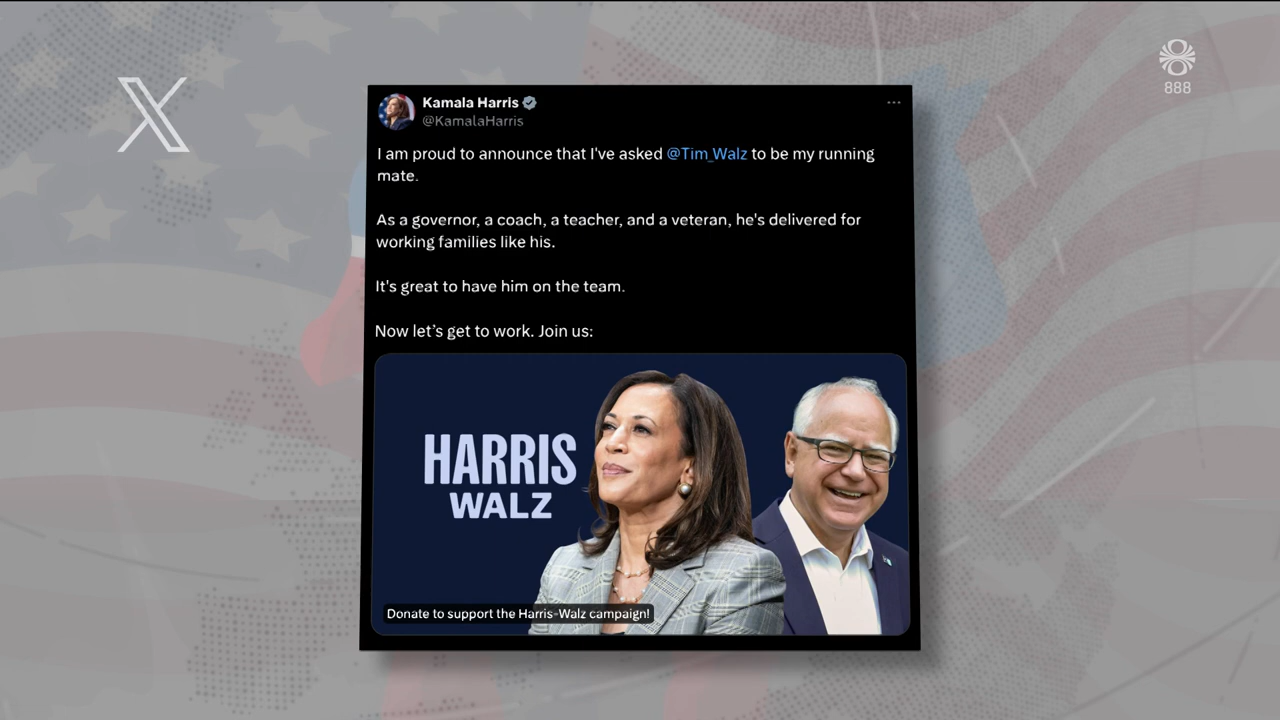 X
888
Kamala Harris
@KamalaHarris
I am proud to announce that I've asked @Tim_Walz to be my running
mate.
As a governor, a coach, a teacher, and a veteran, he's delivered for
working families like his.
It's great to have him on the team.
Now let’s get to work. Join us:
HARRIS
WALZ
Donate to support the Harris-Walz campaign!